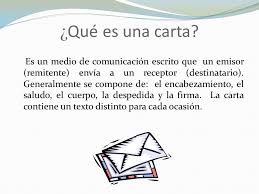 ¿Qué es una carta?
Es un medio de comunicación escrito que un emisor
(remitente) envía a un receptor (destinatario).
Generalmente se compone de: el encabezamiento, el
saludo, el cuerpo, la despedida y la firma. La carta
contiene un texto distinto para cada ocasión.